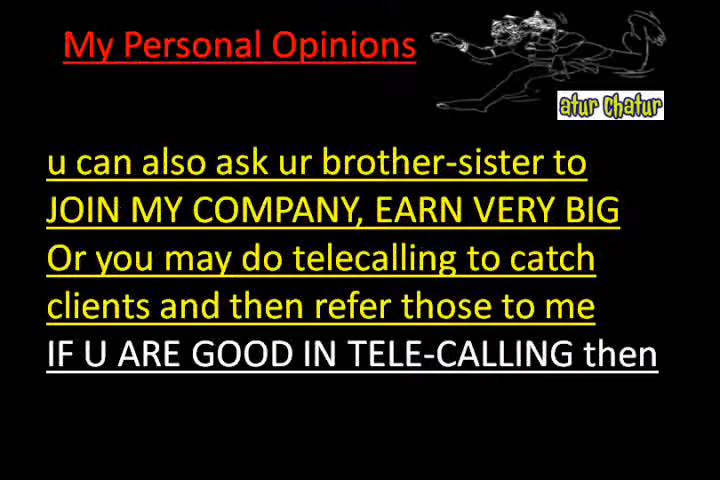 My Personal Opinions
atur chatur
u can also ask ur brother-sister to
JOIN MY COMPANY, EARN VERY BIG
Or you may do telecalling to catch
clients and then refer those to me
IF U ARE GOOD IN TELE-CALLING then